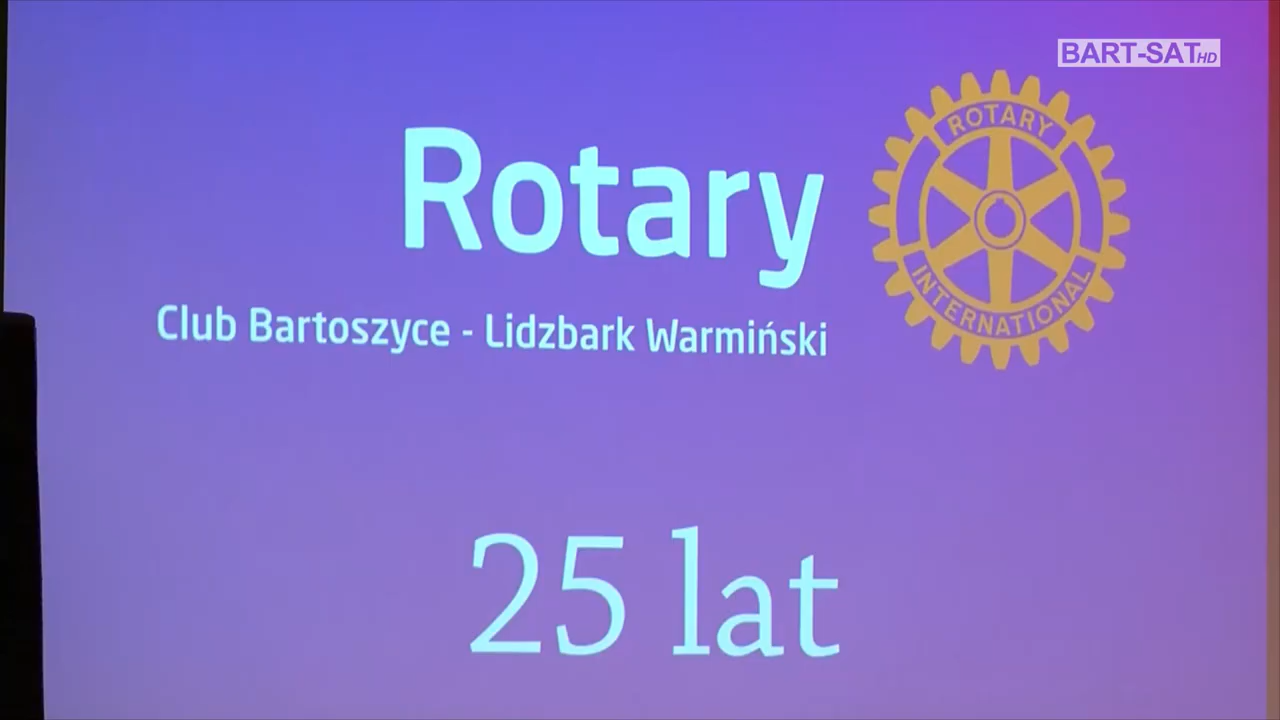 BART-SAT HD
Rotary
ROTARY
INTERNATIONAL
Club Bartoszyce - Lidzbark Warmiński
25 lat